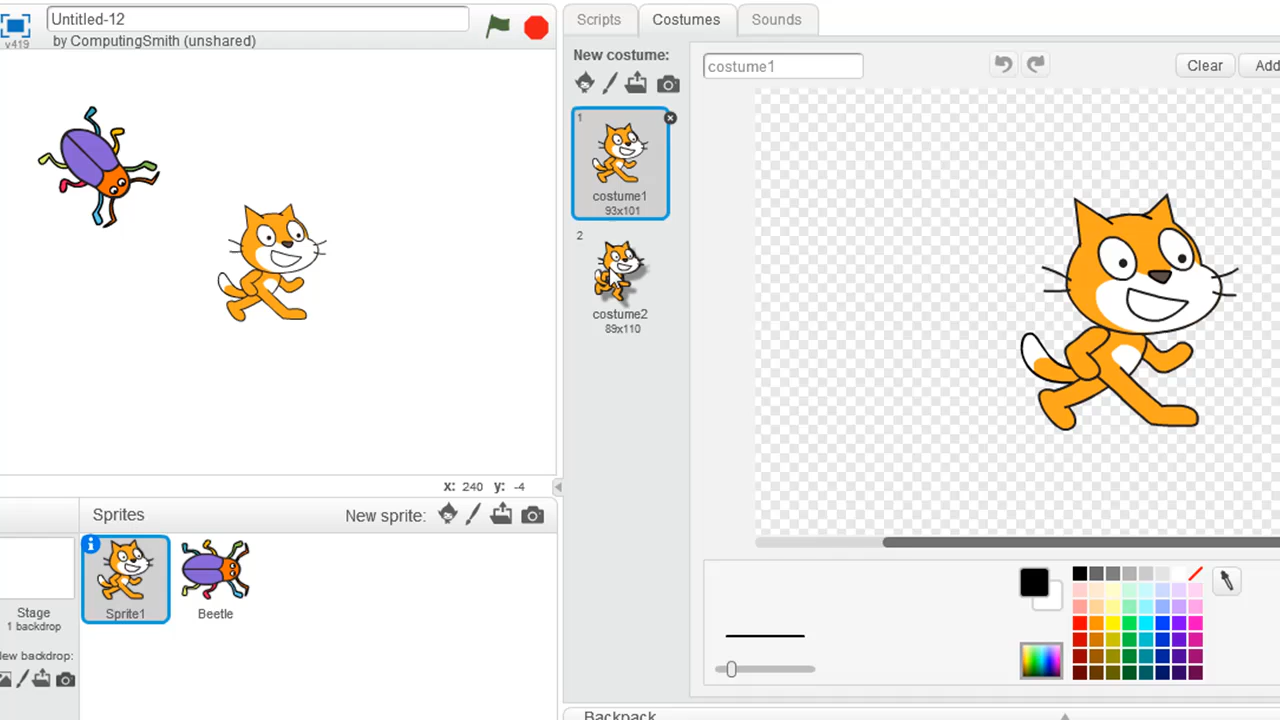 Untitled-12
v419
by ComputingSmith (unshared)
Scripts
Costumes
Sounds
New costume:
costume1
Clear
Add
1
costume1
93x101
2
costume2
89x110
x: 240 y: -4
Sprites
New sprite:
Sprite1
Beetle
Stage
1 backdrop
ew backdrop:
Backpack